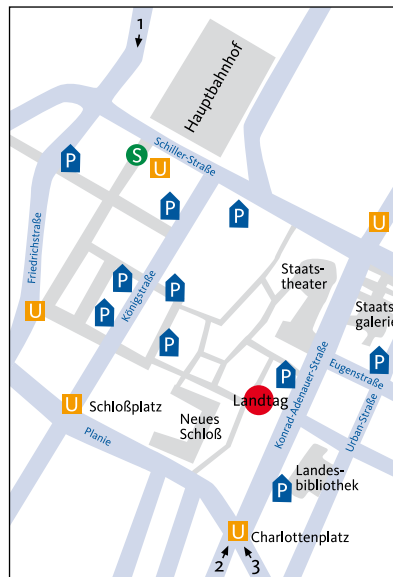 1
Hauptbahnhof
Schiller-Straße
S
U
P
P
P
U
Friedrichstraße
Königstraße
Staats-
theater
P
P
P
U
P
Staats
galerie
P
P
Eugenstraße
Konrad-Adenauer-Straße
Urban-Straße
Landtag
U
Schloßplatz
Neues
Schloß
Planie
Landes-
bibliothek
P
U
Charlottenplatz
2
3